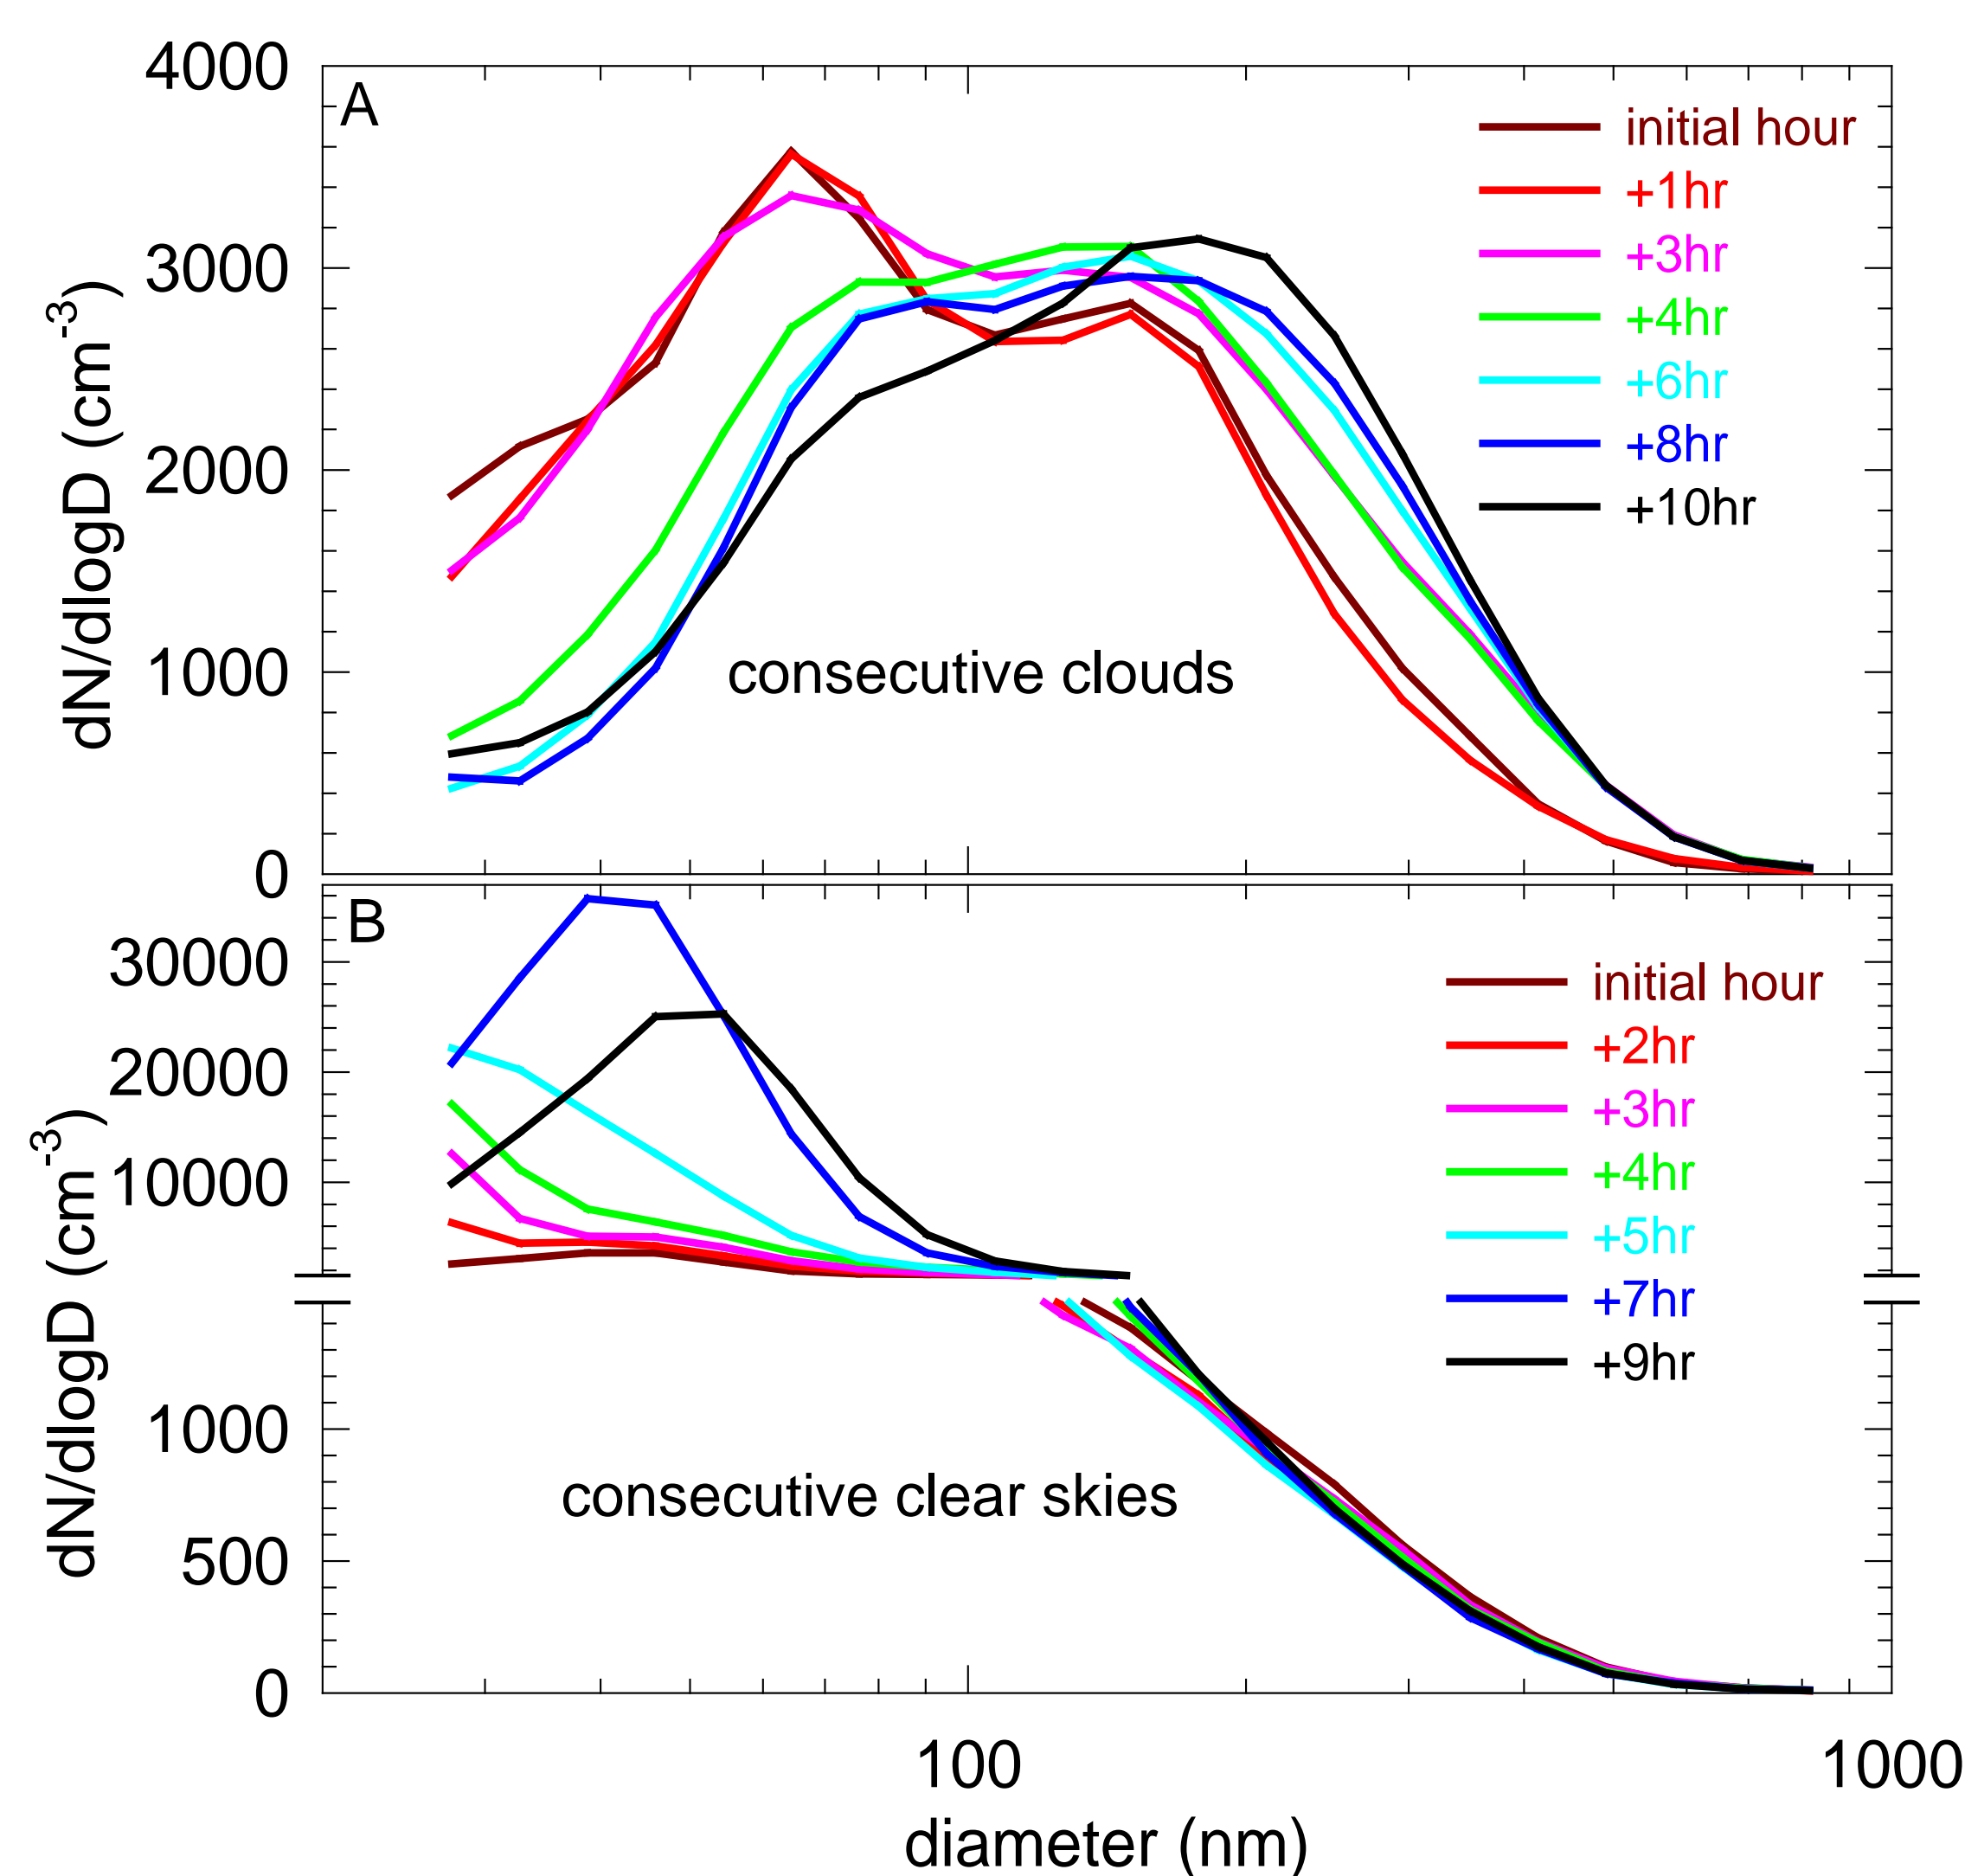 A
4000
3000
2000
1000
0
dN/dlogD (cm-3)
initial hour
+1hr
+3hr
+4hr
+6hr
+8hr
+10hr
consecutive clouds
B
30000
20000
10000
1000
500
0
dN/dlogD (cm-3)
initial hour
+2hr
+3hr
+4hr
+5hr
+7hr
+9hr
consecutive clear skies
100
1000
diameter (nm)